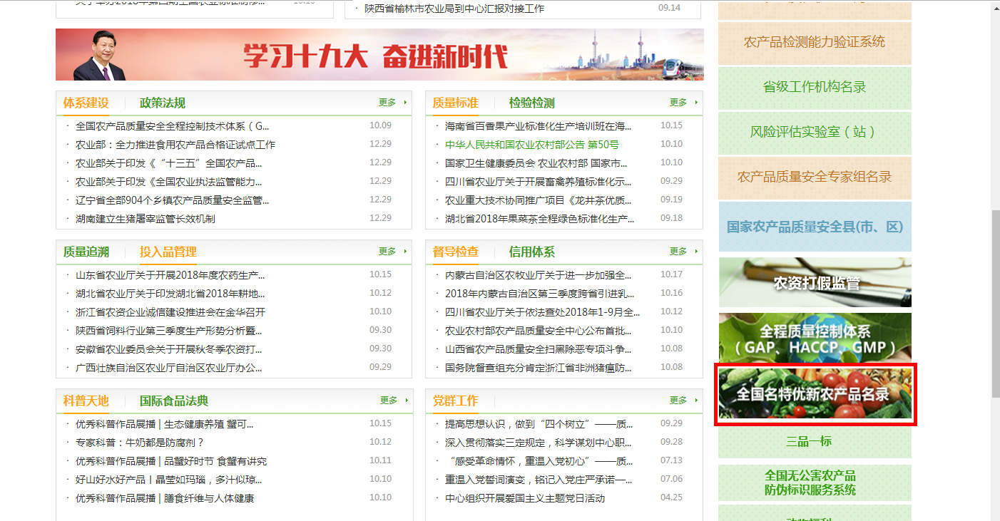 10.10
陕西省榆林市农业局到中心汇报对接工作
09.14
学习十九大 奋进新时代
体系建设
政策法规
更多
全国农产品质量安全全程控制技术体系（G...
10.09
农业部：全力推进食用农产品合格证试点工作
12.29
农业部关于印发《“十三五”全国农产品...
12.29
农业部关于印发《全国农业执法监管能力...
12.29
辽宁省全部904个乡镇农产品质量安全监管...
12.29
湖南建立生猪屠宰监管长效机制
12.29
质量标准
检验检测
更多
海南省百香果产业标准化生产培训班在海...
10.15
中华人民共和国农业农村部公告 第50号
10.10
国家卫生健康委员会 农业农村部 国家市...
10.10
四川省农业厅关于开展畜禽养殖标准化示...
09.29
农业重大技术协同推广项目《龙井茶优质...
09.19
湖北省2018年果菜茶全程绿色标准化生产...
09.18
质量追溯
投入品管理
更多
山东省农业厅关于开展2018年度农药生产...
10.15
湖北省农业厅关于印发湖北省2018年耕地...
10.12
浙江省农资企业诚信建设推进会在金华召开
10.10
陕西省饲料行业第三季度生产形势分析暨...
09.30
安徽省农业委员会关于开展秋冬季农资打...
09.30
广西壮族自治区农业厅自治区农业厅办公...
09.29
督导检查
信用体系
更多
内蒙古自治区农牧业厅关于进一步加强全...
10.17
2018年内蒙古自治区第三季度跨省引进乳...
10.16
四川省农业厅关于依法查处2018年1-9月全...
10.12
农业农村部农产品质量安全中心公布首批...
10.10
山西省农产品质量安全扫黑除恶专项斗争...
10.08
国务院督查组充分肯定浙江省非洲猪瘟防...
10.08
科普天地
国际食品法典
更多
优秀科普作品展播 | 生态健康养殖 蟹可...
10.15
专家科普：牛奶都是防腐剂？
10.12
优秀科普作品展播 | 品蟹好时节 食蟹有讲究
10.11
好山好水好产品丨晶莹如玛瑙，多汁似琼...
10.10
优秀科普作品展播 | 膳食纤维与人体健康
10.10
党群工作
更多
提高思想认识，做到“四个树立”——质...
09.29
深入贯彻落实三定规定，科学谋划中心职...
09.28
“感受革命情怀，重温入党初心”——质...
07.13
重温入党誓词演变，铭记入党庄严承诺—...
07.06
中心组织开展爱国主义主题党日活动
04.25
农产品检测能力验证系统
省级工作机构名录
风险评估实验室（站）
农产品质量安全专家组名录
国家农产品质量安全县(市、区)
农资打假监管
全程质量控制体系
（GAP、HACCP、GMP）
全国名特优新农产品名录
三品一标
全国无公害农产品
防伪标识服务系统